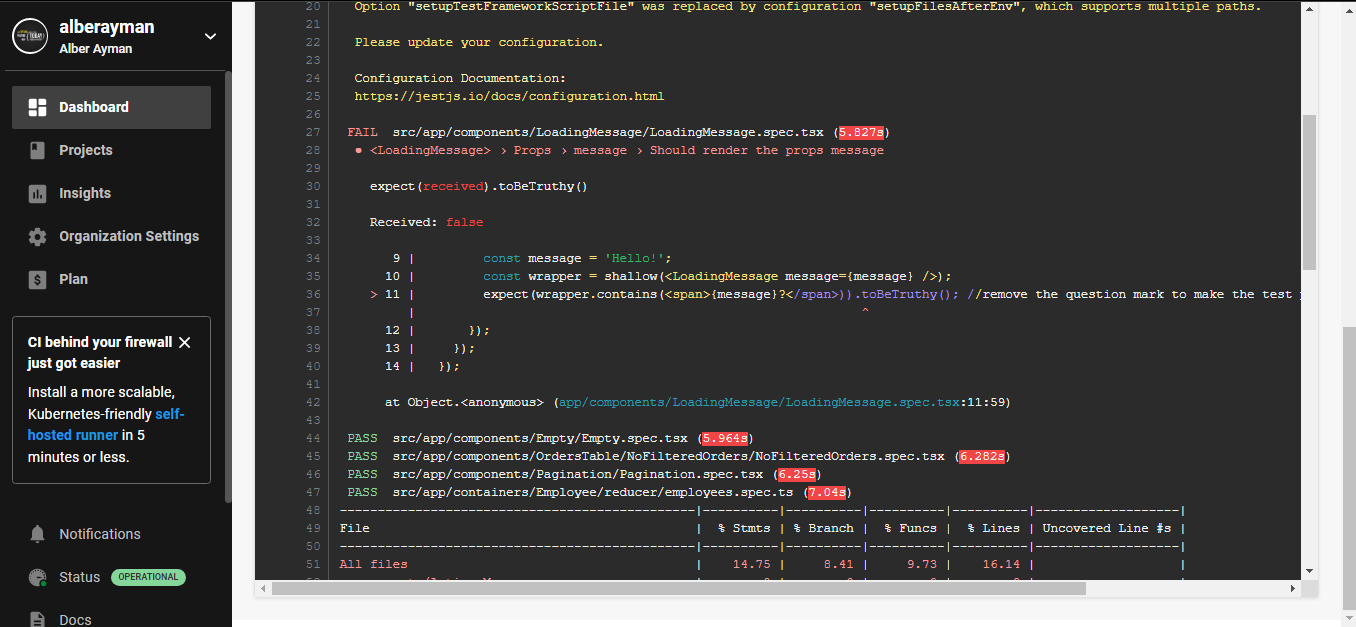 alberayman
Alber Ayman
Dashboard
Projects
Insights
Organization Settings
Plan
CI behind your firewall
just got easier
Install a more scalable,
Kubernetes-friendly self-
hosted runner in 5
minutes or less.
Notifications
Status OPERATIONAL
Docs
20 Option "setupTestFrameworkScriptFile" was replaced by configuration "setupFilesAfterEnv", which supports multiple paths.
21
22 Please update your configuration.
23
24 Configuration Documentation:
25 https://jestjs.io/docs/configuration.html
26
27 FAIL src/app/components/LoadingMessage/LoadingMessage.spec.tsx (5.827s)
28 ● <LoadingMessage> › Props › message › Should render the props message
29
30 expect(received).toBeTruthy()
31
32 Received: false
33
34 9 | const message = 'Hello!';
35 10 | const wrapper = shallow(<LoadingMessage message={message} />);
36 > 11 | expect(wrapper.contains(<span>{message}?</span>)).toBeTruthy(); //remove the question mark to make the test
37 | ^
38 12 | });
39 13 | });
40 14 | });
41
42 at Object.<anonymous> (app/components/LoadingMessage/LoadingMessage.spec.tsx:11:59)
43
44 PASS src/app/components/Empty/Empty.spec.tsx (5.964s)
45 PASS src/app/components/OrdersTable/NoFilteredOrders/NoFilteredOrders.spec.tsx (6.282s)
46 PASS src/app/components/Pagination/Pagination.spec.tsx (6.25s)
47 PASS src/app/containers/Employee/reducer/employees.spec.ts (7.04s)
48 -----------------------------------------------|----------|----------|----------|----------|-------------------|
49 File | % Stmts | % Branch | % Funcs | % Lines | Uncovered Line #s |
50 -----------------------------------------------|----------|----------|----------|----------|-------------------|
51 All files | 14.75 | 8.41 | 9.73 | 16.14 | |